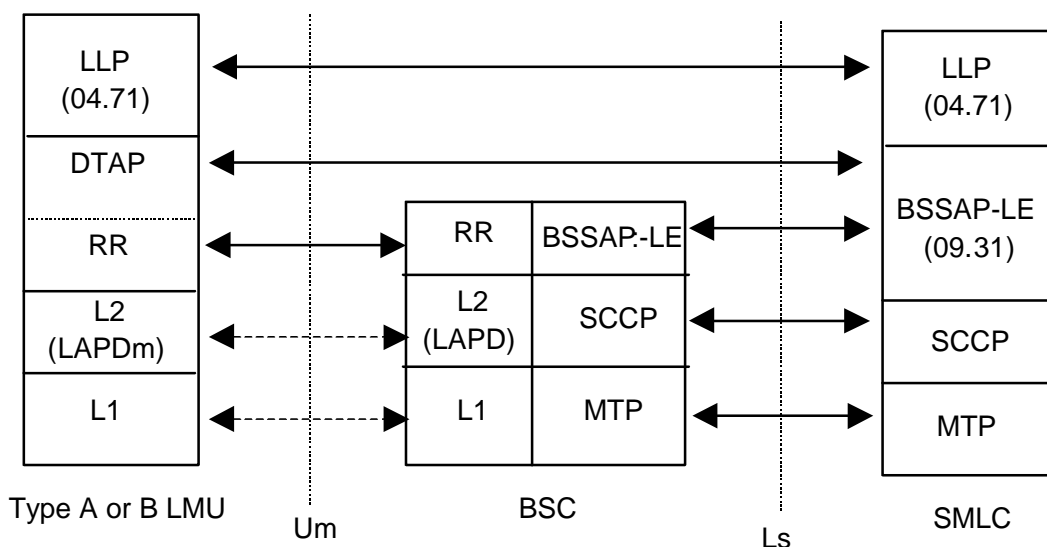 LLP
(04.71)
DTAP
RR
L2
(LAPDm)
L1
Type A or B LMU
Um
RR
BSSAP:-LE
L2
(LAPD)
SCCP
L1
MTP
BSC
Ls
LLP
(04.71)
BSSAP-LE
(09.31)
SCCP
MTP
SMLC